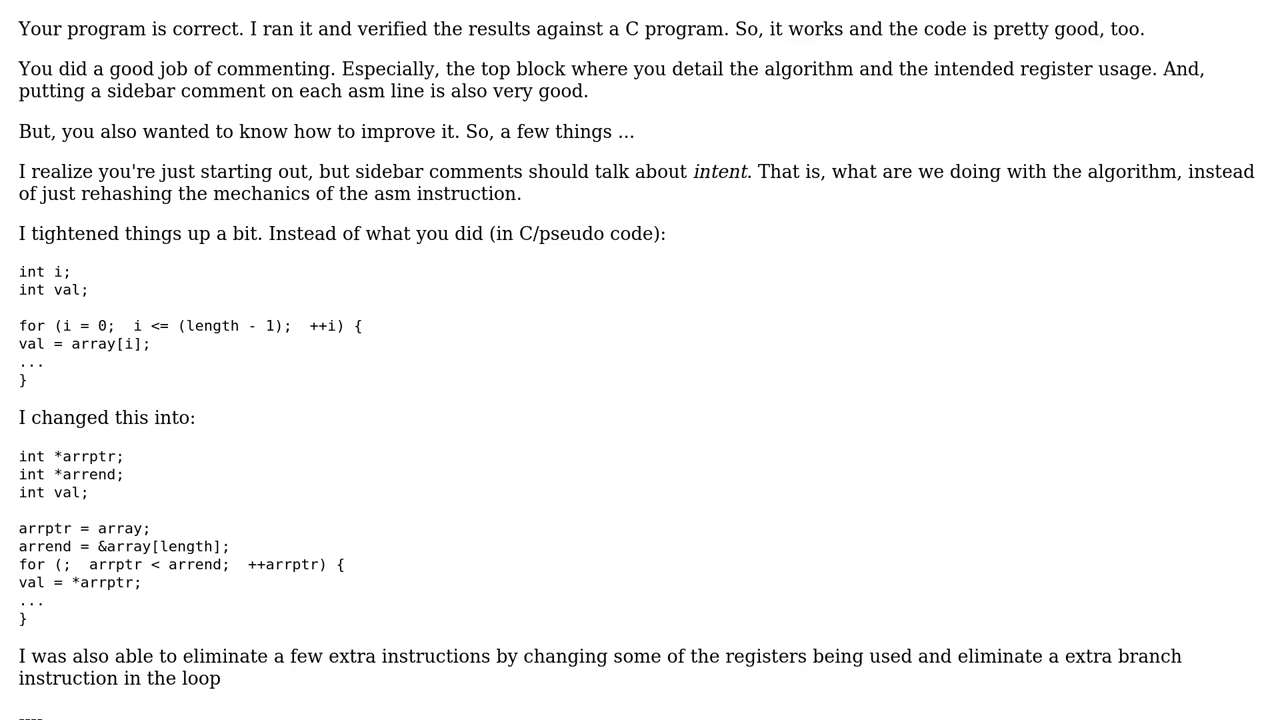 Your program is correct. I ran it and verified the results against a C program. So, it works and the code is pretty good, too.
You did a good job of commenting. Especially, the top block where you detail the algorithm and the intended register usage. And,
putting a sidebar comment on each asm line is also very good.
But, you also wanted to know how to improve it. So, a few things ...
I realize you're just starting out, but sidebar comments should talk about intent. That is, what are we doing with the algorithm, instead
of just rehashing the mechanics of the asm instruction.
I tightened things up a bit. Instead of what you did (in C/pseudo code):
int i;
int val;
for (i = 0;  i <= (length - 1);  ++i) {
val = array[i];
...
}
I changed this into:
int *arrptr;
int *arrend;
int val;
arrptr = array;
arrend = &array[length];
for (;  arrptr < arrend;  ++arrptr) {
val = *arrptr;
...
}
I was also able to eliminate a few extra instructions by changing some of the registers being used and eliminate a extra branch
instruction in the loop
----